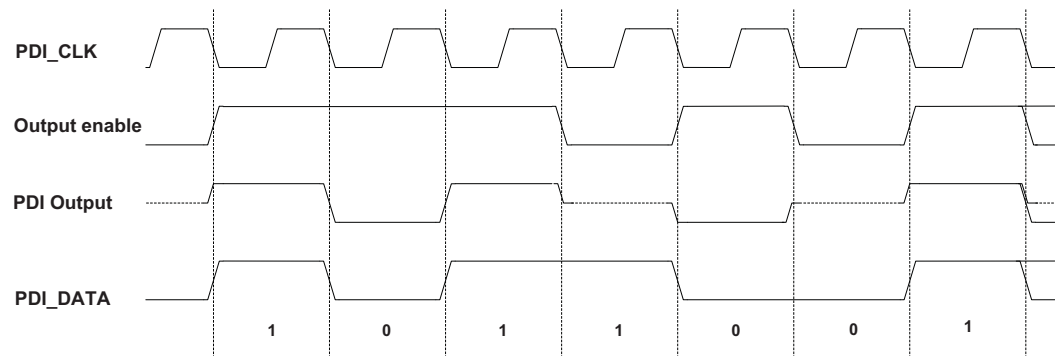 PDI_CLK
Output enable
PDI Output
PDI_DATA
1 0 1 1 0 0 1